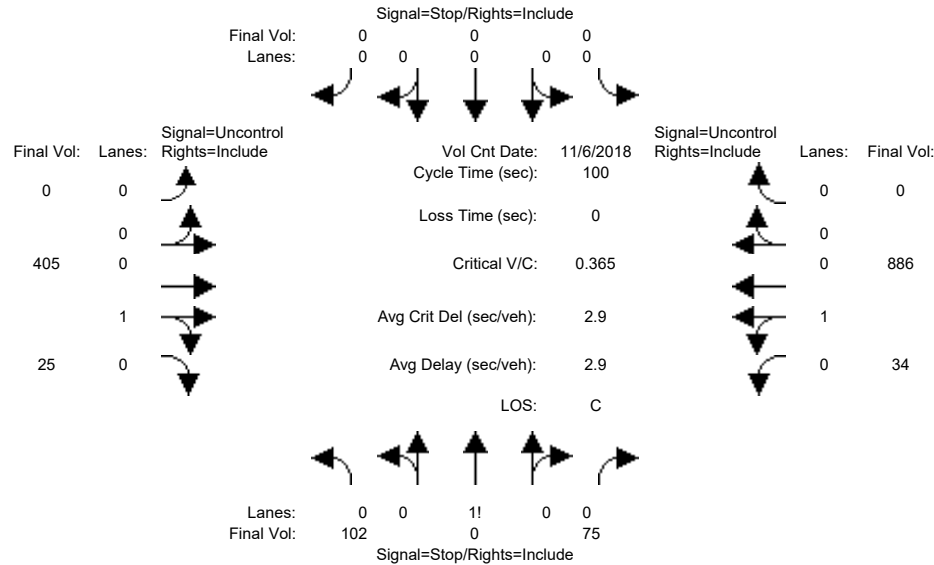 Signal=Stop/Rights=Include
Final Vol: 0 0 0
Lanes: 0 0 0 0 0
Signal=Uncontrol Signal=Uncontrol
Final Vol: Lanes: Rights=Include Vol Cnt Date: 11/6/2018 Rights=Include Lanes: Final Vol:
Cycle Time (sec): 100
0 0 0 0
Loss Time (sec): 0
0 0
405 0 Critical V/C: 0.365 0 886
1 Avg Crit Del (sec/veh): 2.9 1
25 0 Avg Delay (sec/veh): 2.9 0 34
LOS: C
Lanes: 0 0 1! 0 0
Final Vol: 102 0 75
Signal=Stop/Rights=Include